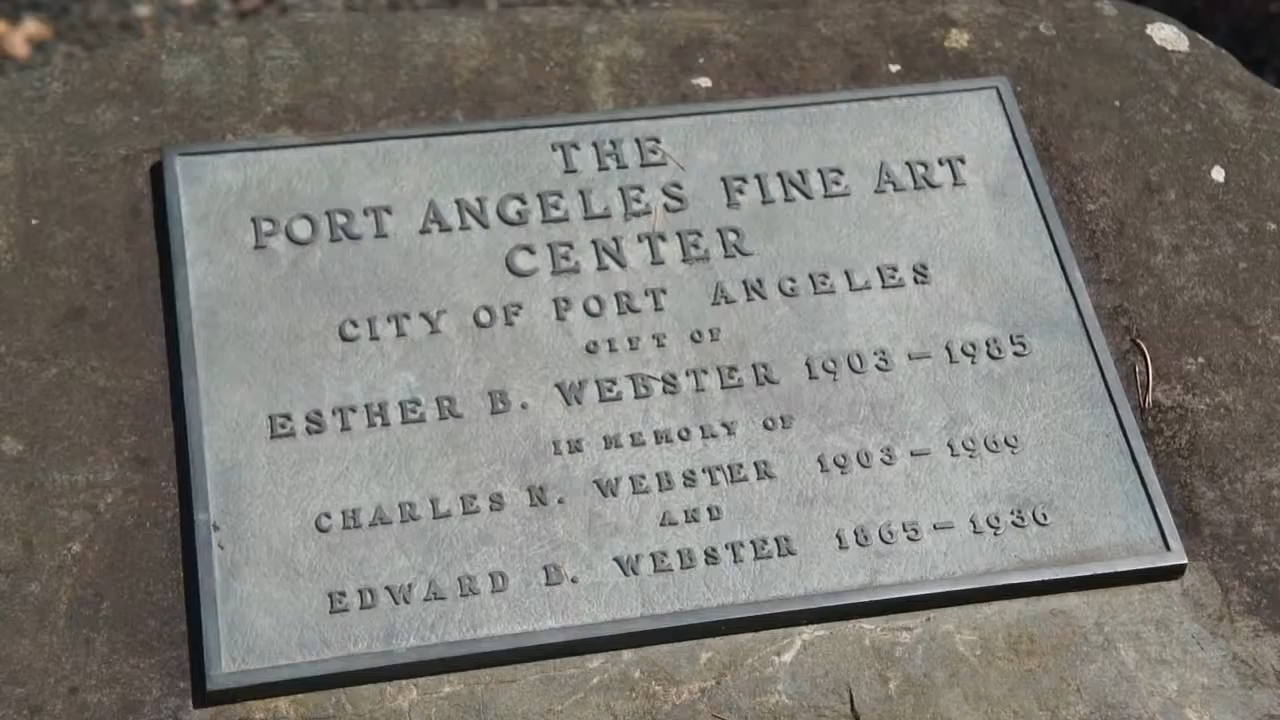 THE
PORT ANGELES FINE ART
CENTER
CITY OF PORT ANGELES
GIFT OF
ESTHER B. WEBSTER 1903 – 1985
IN MEMORY OF
CHARLES N. WEBSTER 1903 – 1969
AND
EDWARD B. WEBSTER 1865 – 1936